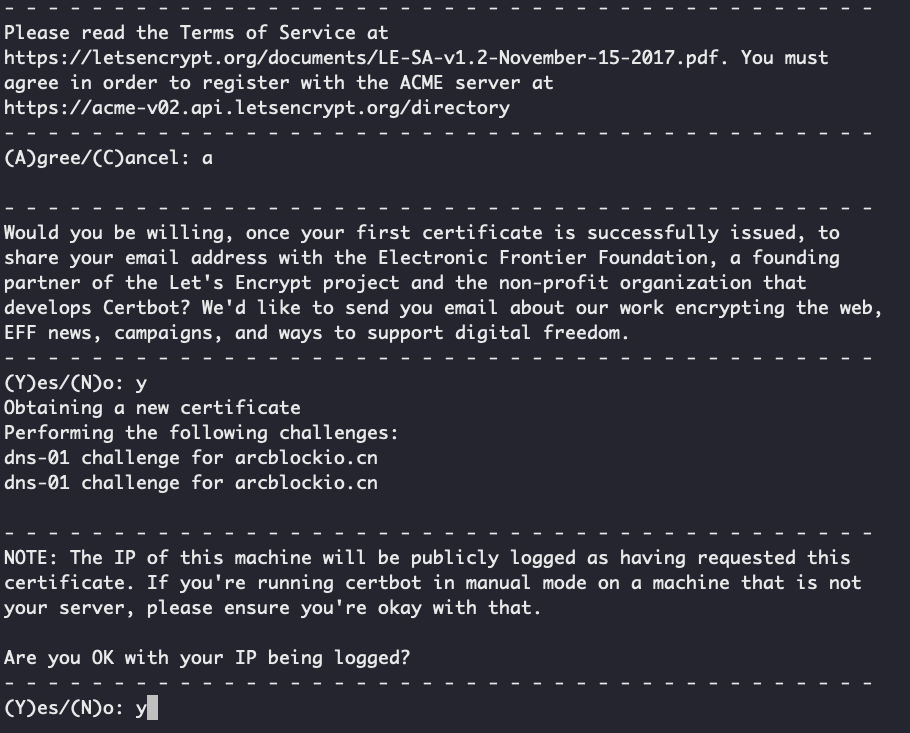 - - - - - - - - - - - - - - - - - - - - - - - - - - - - - - - - - - - - - - - -
Please read the Terms of Service at
https://letsencrypt.org/documents/LE-SA-v1.2-November-15-2017.pdf. You must
agree in order to register with the ACME server at
https://acme-v02.api.letsencrypt.org/directory
- - - - - - - - - - - - - - - - - - - - - - - - - - - - - - - - - - - - - - - -
(A)gree/(C)ancel: a
- - - - - - - - - - - - - - - - - - - - - - - - - - - - - - - - - - - - - - - -
Would you be willing, once your first certificate is successfully issued, to
share your email address with the Electronic Frontier Foundation, a founding
partner of the Let's Encrypt project and the non-profit organization that
develops Certbot? We'd like to send you email about our work encrypting the web,
EFF news, campaigns, and ways to support digital freedom.
- - - - - - - - - - - - - - - - - - - - - - - - - - - - - - - - - - - - - - - -
(Y)es/(N)o: y
Obtaining a new certificate
Performing the following challenges:
dns-01 challenge for arcblockio.cn
dns-01 challenge for arcblockio.cn
- - - - - - - - - - - - - - - - - - - - - - - - - - - - - - - - - - - - - - - -
NOTE: The IP of this machine will be publicly logged as having requested this
certificate. If you're running certbot in manual mode on a machine that is not
your server, please ensure you're okay with that.
Are you OK with your IP being logged?
- - - - - - - - - - - - - - - - - - - - - - - - - - - - - - - - - - - - - - - -
(Y)es/(N)o: y